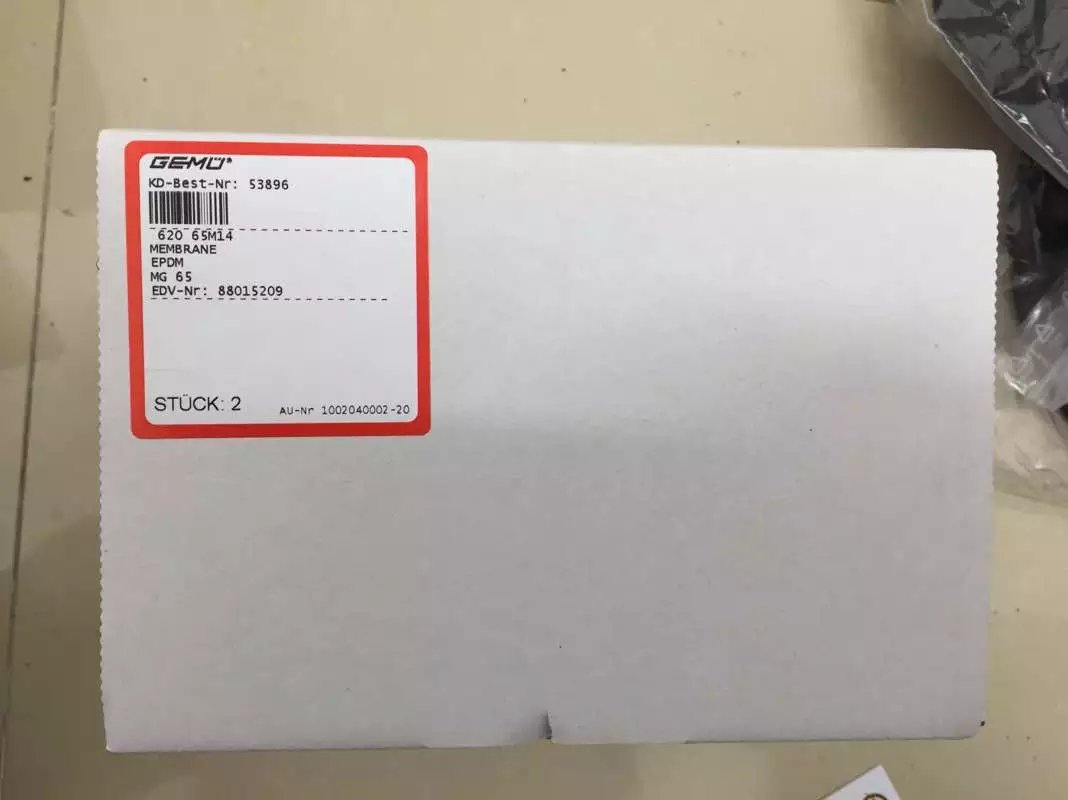 GEMÜ®
KD-Best-Nr: 53896
620 65M14
MEMBRANE
EPDM
MG 65
EDV-Nr: 88015209
STÜCK: 2
AU-Nr 1002040002-20